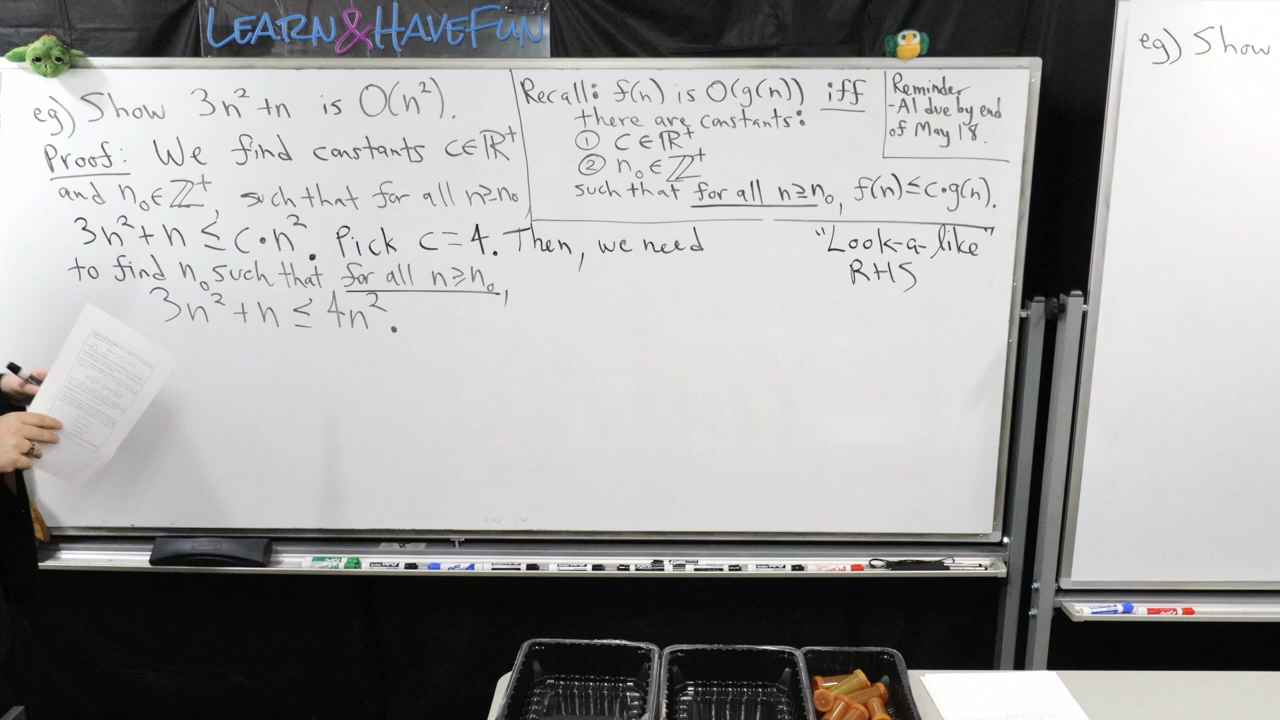 LEARN&HAVEFUN
eg) Show 3n²+n is O(n²).
Proof: We find constants c∈ℝ⁺
and n₀∈ℤ⁺, such that for all n≥n₀
3n²+n ≤ c·n². Pick c=4. Then, we need
to find n₀ such that for all n≥n₀,
3n²+n ≤ 4n².
Recall: f(n) is O(g(n)) iff
there are constants:
① c∈ℝ⁺
② n₀∈ℤ⁺
such that for all n≥n₀, f(n)≤c·g(n).
Reminder
-A1 due by end
of May 18.
"Look-a-like"
RHS
eg) Show